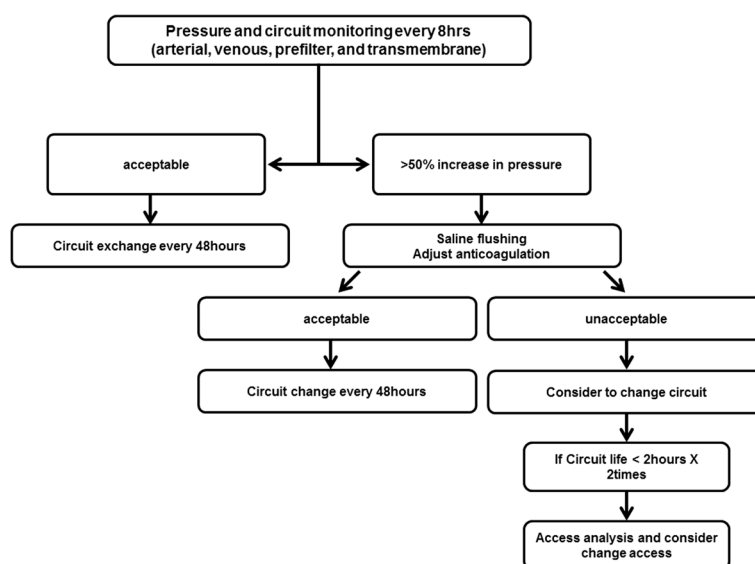 Pressure and circuit monitoring every 8hrs
(arterial, venous, prefilter, and transmembrane)
acceptable
>50% increase in pressure
Circuit exchange every 48hours
Saline flushing
Adjust anticoagulation
acceptable
unacceptable
Circuit change every 48hours
Consider to change circuit
If Circuit life < 2hours X
2times
Access analysis and consider
change access